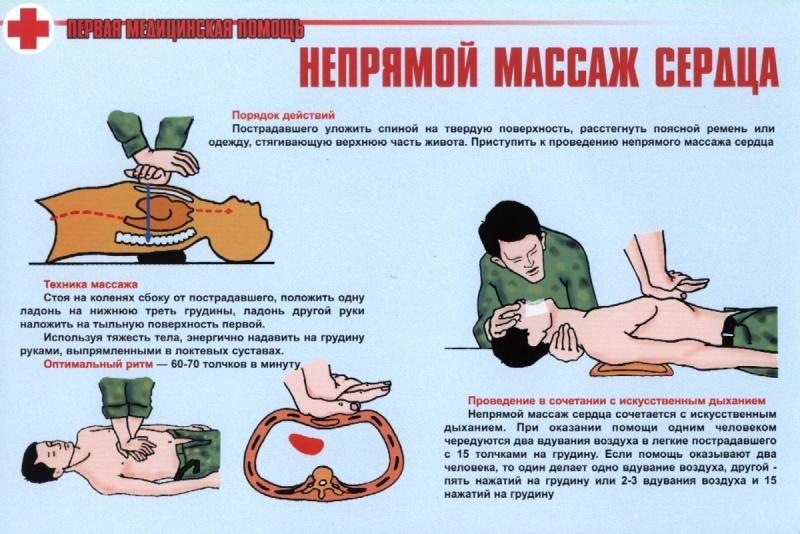 ПЕРВАЯ МЕДИЦИНСКАЯ ПОМОЩЬ
НЕПРЯМОЙ МАССАЖ СЕРДЦА
Порядок действий
Пострадавшего уложить спиной на твердую поверхность, расстегнуть поясной ремень или
одежду, стягивающую верхнюю часть живота. Приступить к проведению непрямого массажа сердца
Техника массажа
Стоя на коленях сбоку от пострадавшего, положить одну
ладонь на нижнюю треть грудины, ладонь другой руки
наложить на тыльную поверхность первой.
Используя тяжесть тела, энергично надавить на грудину
руками, выпрямленными в локтевых суставах.
Оптимальный ритм — 60-70 толчков в минуту
Проведение в сочетании с искусственным дыханием
Непрямой массаж сердца сочетается с искусственным
дыханием. При оказании помощи одним человеком
чередуются два вдувания воздуха в легкие пострадавшего
с 15 толчками на грудину. Если помощь оказывают два
человека, то один делает одно вдувание воздуха, другой -
пять нажатий на грудину или 2-3 вдувания воздуха и 15
нажатий на грудину